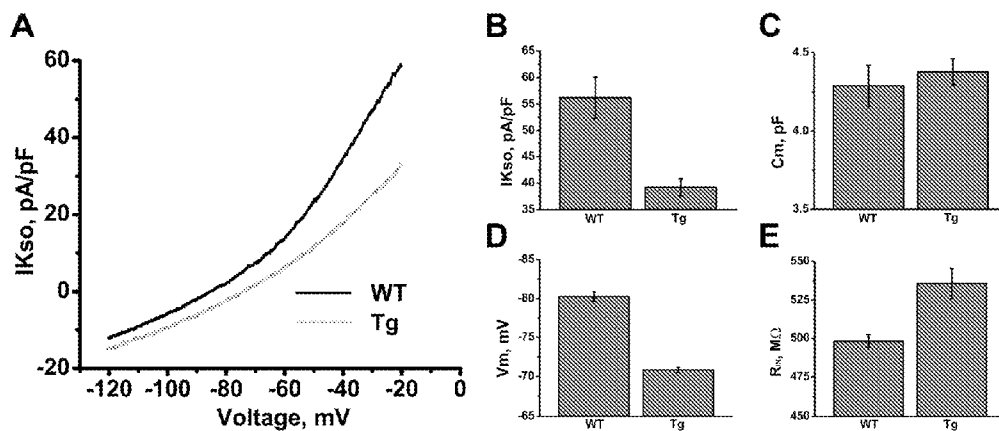 A
60
40
20
0
-20
IKso, pA/pF
-120 -100 -80 -60 -40 -20 0
Voltage, mV
WT
Tg
B
65
60
55
50
45
40
35
IKso, pA/pF
WT Tg
C
4.5
4.0
3.5
Cm, pF
WT Tg
D
-85
-80
-75
-70
-65
Vm, mV
WT Tg
E
550
525
500
475
450
MΩ
WT Tg